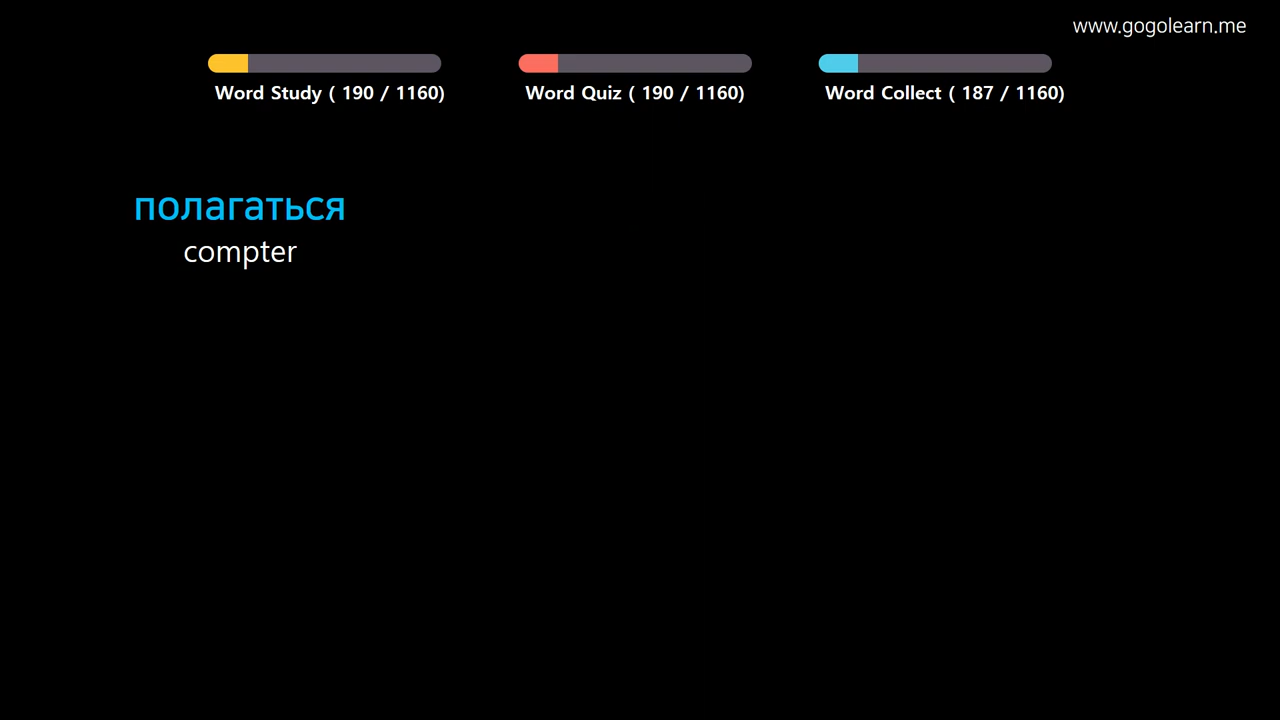 www.gogolearn.me
Word Study ( 190 / 1160)
Word Quiz ( 190 / 1160)
Word Collect ( 187 / 1160)
полагаться
compter